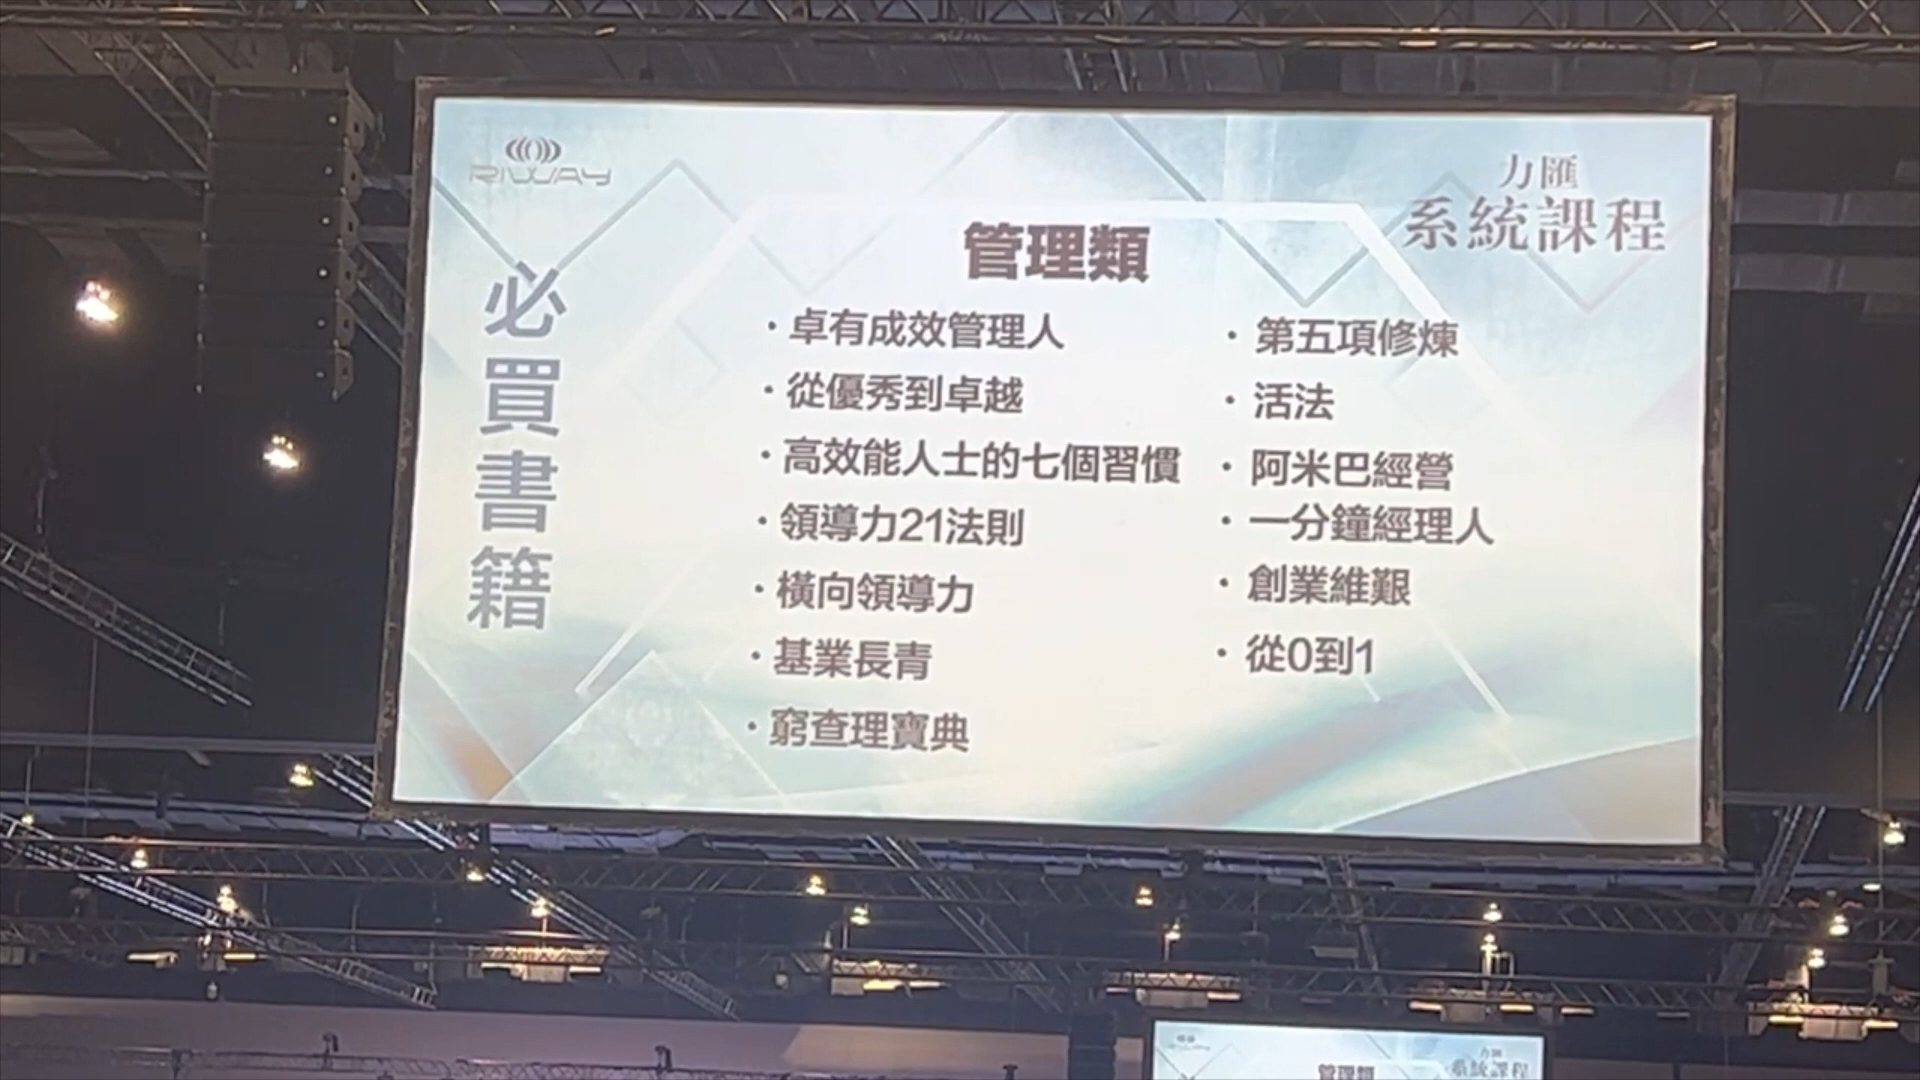 RIWAY
力匯
系統課程
必買書籍
管理類
・卓有成效管理人
・從優秀到卓越
・高效能人士的七個習慣
・領導力21法則
・橫向領導力
・基業長青
・窮查理寶典
・第五項修煉
・活法
・阿米巴經營
・一分鐘經理人
・創業維艱
・從0到1
力匯
系統課程
管理類